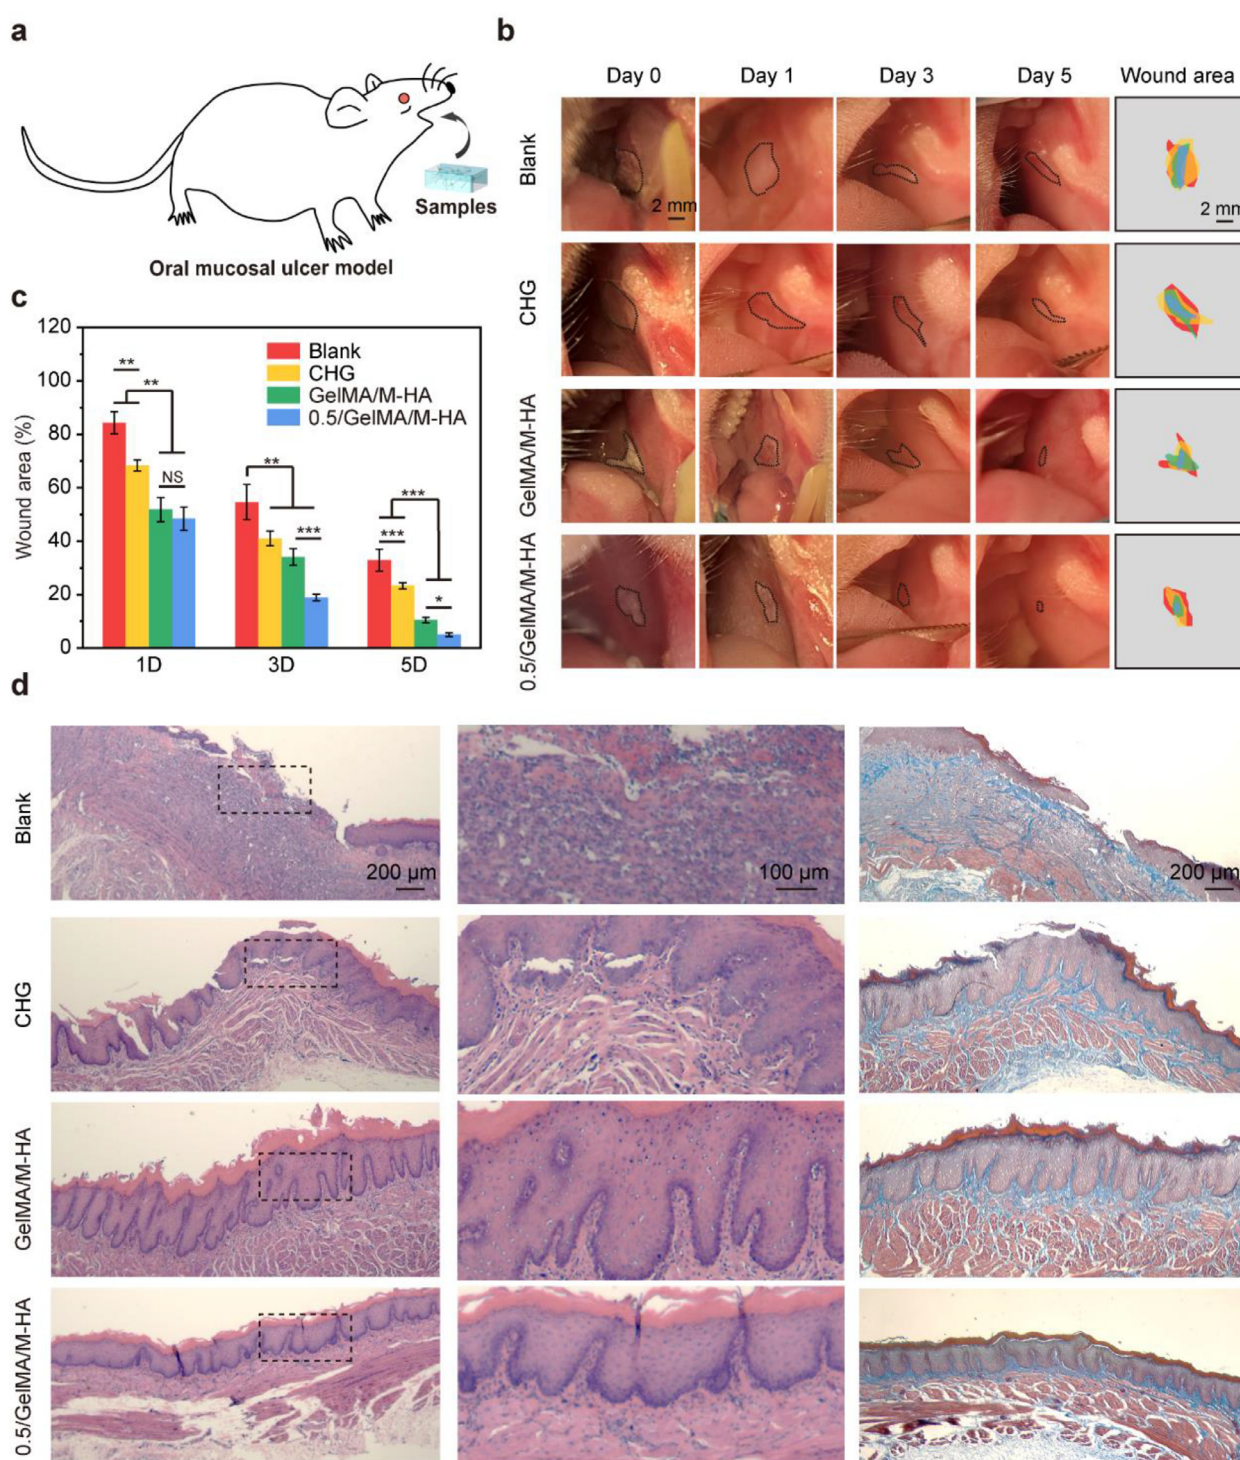 a
Samples
Oral mucosal ulcer model
b
Day 0
Day 1
Day 3
Day 5
Wound area
Blank
2 mm
2 mm
CHG
GelMA/M-HA
0.5/GelMA/M-HA
c
120
100
80
60
40
20
0
Wound area (%)
Blank
CHG
GelMA/M-HA
0.5/GelMA/M-HA
**
**
NS
**
***
***
***
*
1D
3D
5D
d
Blank
200 μm
100 μm
200 μm
CHG
GelMA/M-HA
0.5/GelMA/M-HA